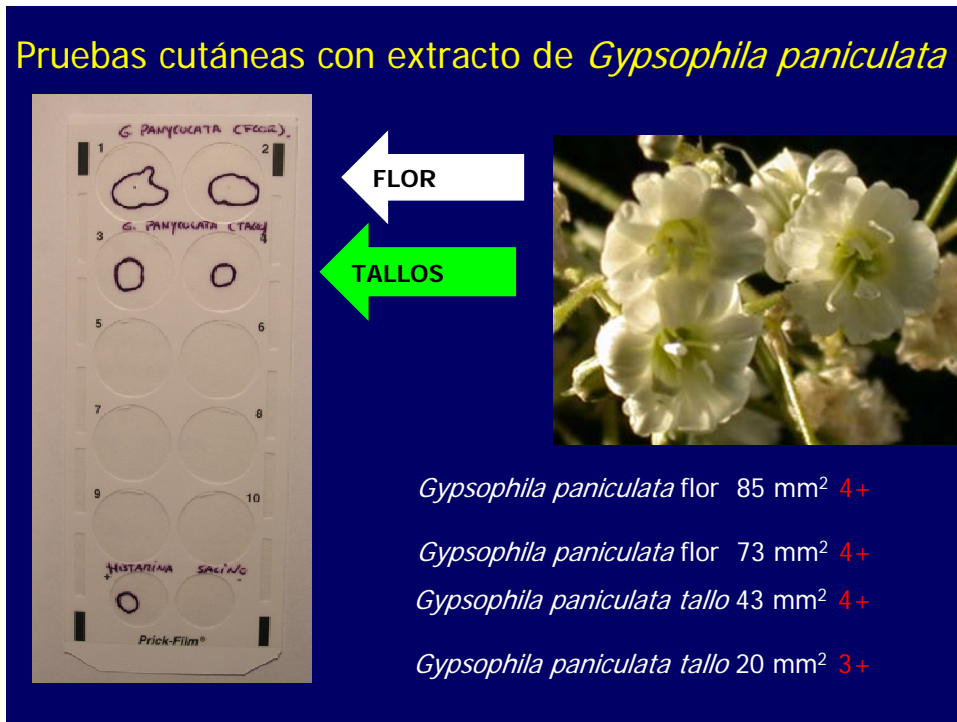 Pruebas cutáneas con extracto de Gypsophila paniculata
G PANYCUCATA (FLOR).
1
2
FLOR
G. PANYCUCATA (TALLO)
3
4
TALLOS
5
6
7
8
9
10
HISTAMINA SALINO
+ -
Prick-Film®
Gypsophila paniculata flor 85 mm² 4+
Gypsophila paniculata flor 73 mm² 4+
Gypsophila paniculata tallo 43 mm² 4+
Gypsophila paniculata tallo 20 mm² 3+